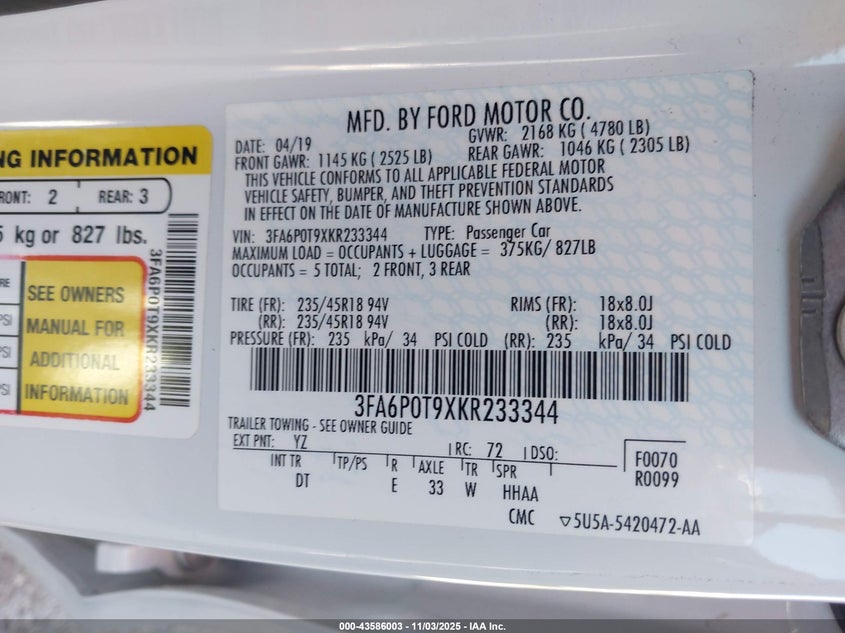 NG INFORMATION
RONT: 2 REAR: 3
kg or 827 lbs.
SEE OWNERS
MANUAL FOR
ADDITIONAL
INFORMATION
PSI
PSI
PSI
3FA6P0T9XKR233344
MFD. BY FORD MOTOR CO.
DATE: 04/19 GVWR: 2168 KG ( 4780 LB)
FRONT GAWR: 1145 KG ( 2525 LB) REAR GAWR: 1046 KG ( 2305 LB)
THIS VEHICLE CONFORMS TO ALL APPLICABLE FEDERAL MOTOR
VEHICLE SAFETY, BUMPER, AND THEFT PREVENTION STANDARDS
IN EFFECT ON THE DATE OF MANUFACTURE SHOWN ABOVE.
VIN: 3FA6P0T9XKR233344 TYPE: Passenger Car
MAXIMUM LOAD = OCCUPANTS + LUGGAGE = 375KG/ 827LB
OCCUPANTS = 5 TOTAL; 2 FRONT, 3 REAR
TIRE (FR): 235/45R18 94V RIMS (FR): 18x8.0J
(RR): 235/45R18 94V (RR): 18x8.0J
PRESSURE (FR): 235 kPa/ 34 PSI COLD (RR): 235 kPa/ 34 PSI COLD
3FA6P0T9XKR233344
TRAILER TOWING - SEE OWNER GUIDE
EXT PNT: YZ RC: 72 DSO:
INT TR TP/PS R AXLE TR SPR
DT E 33 W HHAA
F0070
R0099
CMC ▽5U5A-5420472-AA
000-43586003 - 11/03/2025 - IAA Inc.